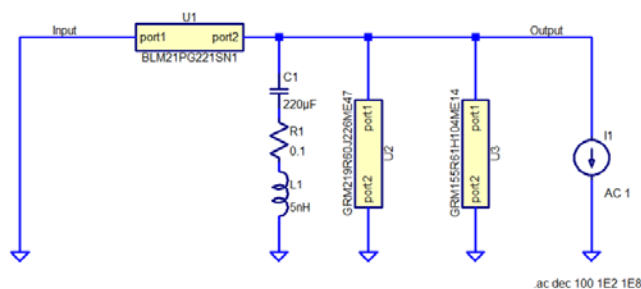 U1
Input
port1 port2
Output
BLM21PG221SN1
C1
220µF
R1
0.1
L1
5nH
GRM219R60J226ME47
port1
port2
U2
GRM155R61H104ME14
port1
port2
U3
I1
AC 1
.ac dec 100 1E2 1E8